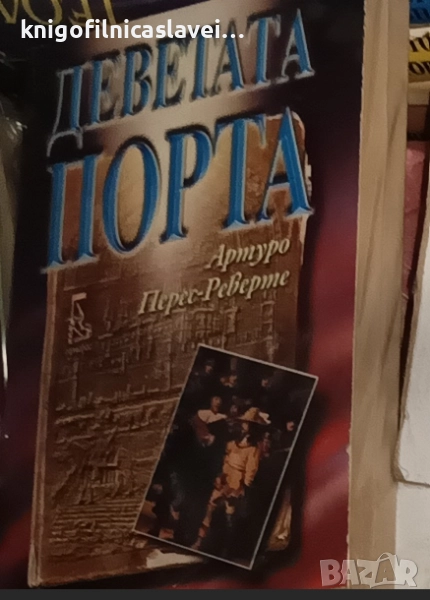 knigofilnicaslavei...
ДЕВЕТАТА
ПОРТА
Артуро
Перес-Реверте
BAZAR